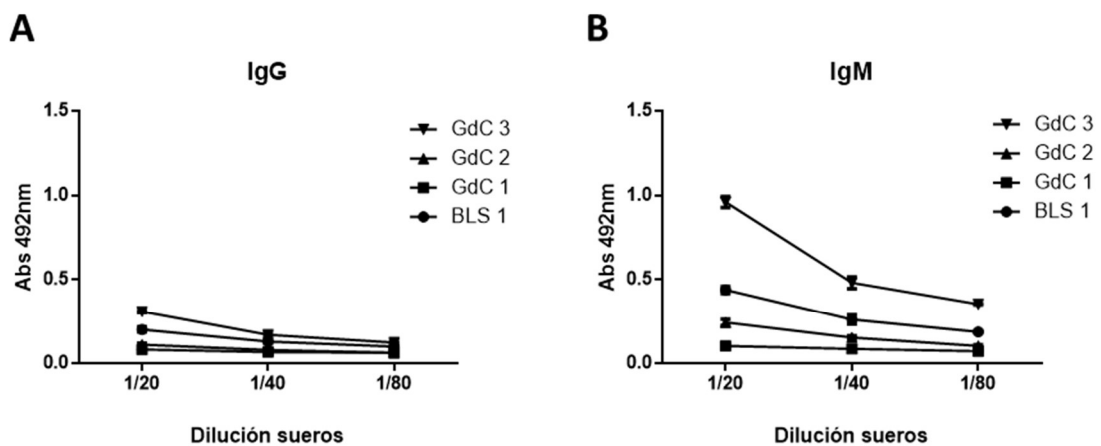 A
IgG
Abs 492nm
1.5
1.0
0.5
0.0
1/20
1/40
1/80
Dilución sueros
GdC 3
GdC 2
GdC 1
BLS 1
B
IgM
Abs 492nm
1.5
1.0
0.5
0.0
1/20
1/40
1/80
Dilución sueros
GdC 3
GdC 2
GdC 1
BLS 1